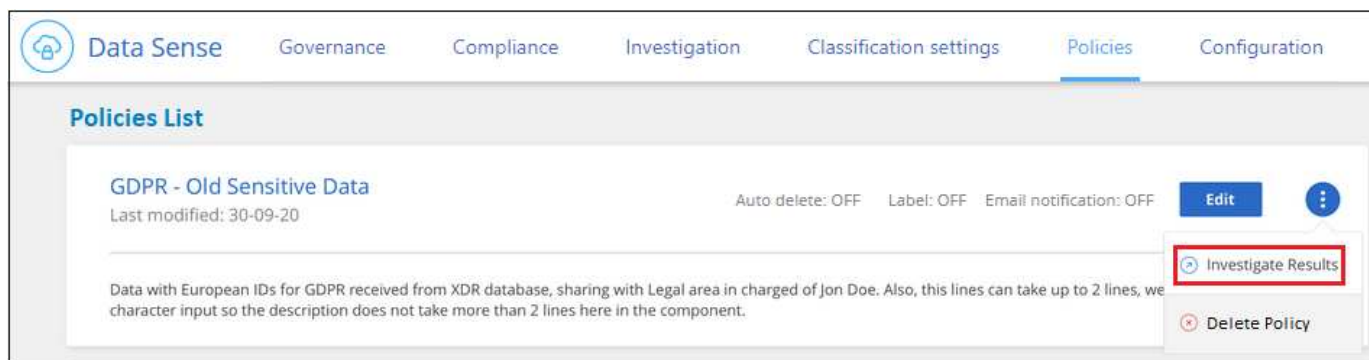 Data Sense Governance Compliance Investigation Classification settings Policies Configuration
Policies List
GDPR - Old Sensitive Data
Last modified: 30-09-20
Auto delete: OFF Label: OFF Email notification: OFF Edit
Investigate Results
Data with European IDs for GDPR received from XDR database, sharing with Legal area in charged of Jon Doe. Also, this lines can take up to 2 lines, we
character input so the description does not take more than 2 lines here in the component.
Delete Policy